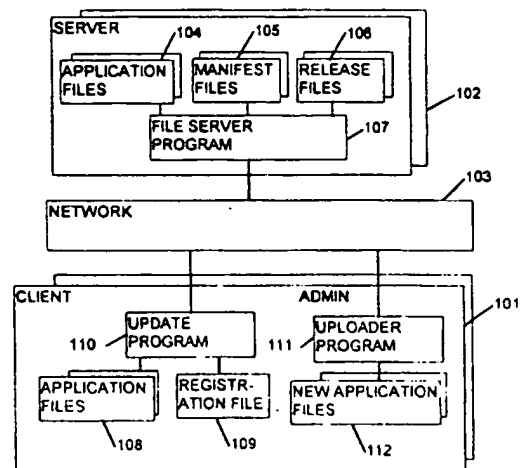 SERVER
104
105
106
APPLICATION
FILES
MANIFEST
FILES
RELEASE
FILES
102
FILE SERVER
PROGRAM
107
103
NETWORK
CLIENT
ADMIN
101
110
UPDATE
PROGRAM
111
UPLOADER
PROGRAM
APPLICATION
FILES
REGISTR-
ATION FILE
NEW APPLICATION
FILES
108
109
112